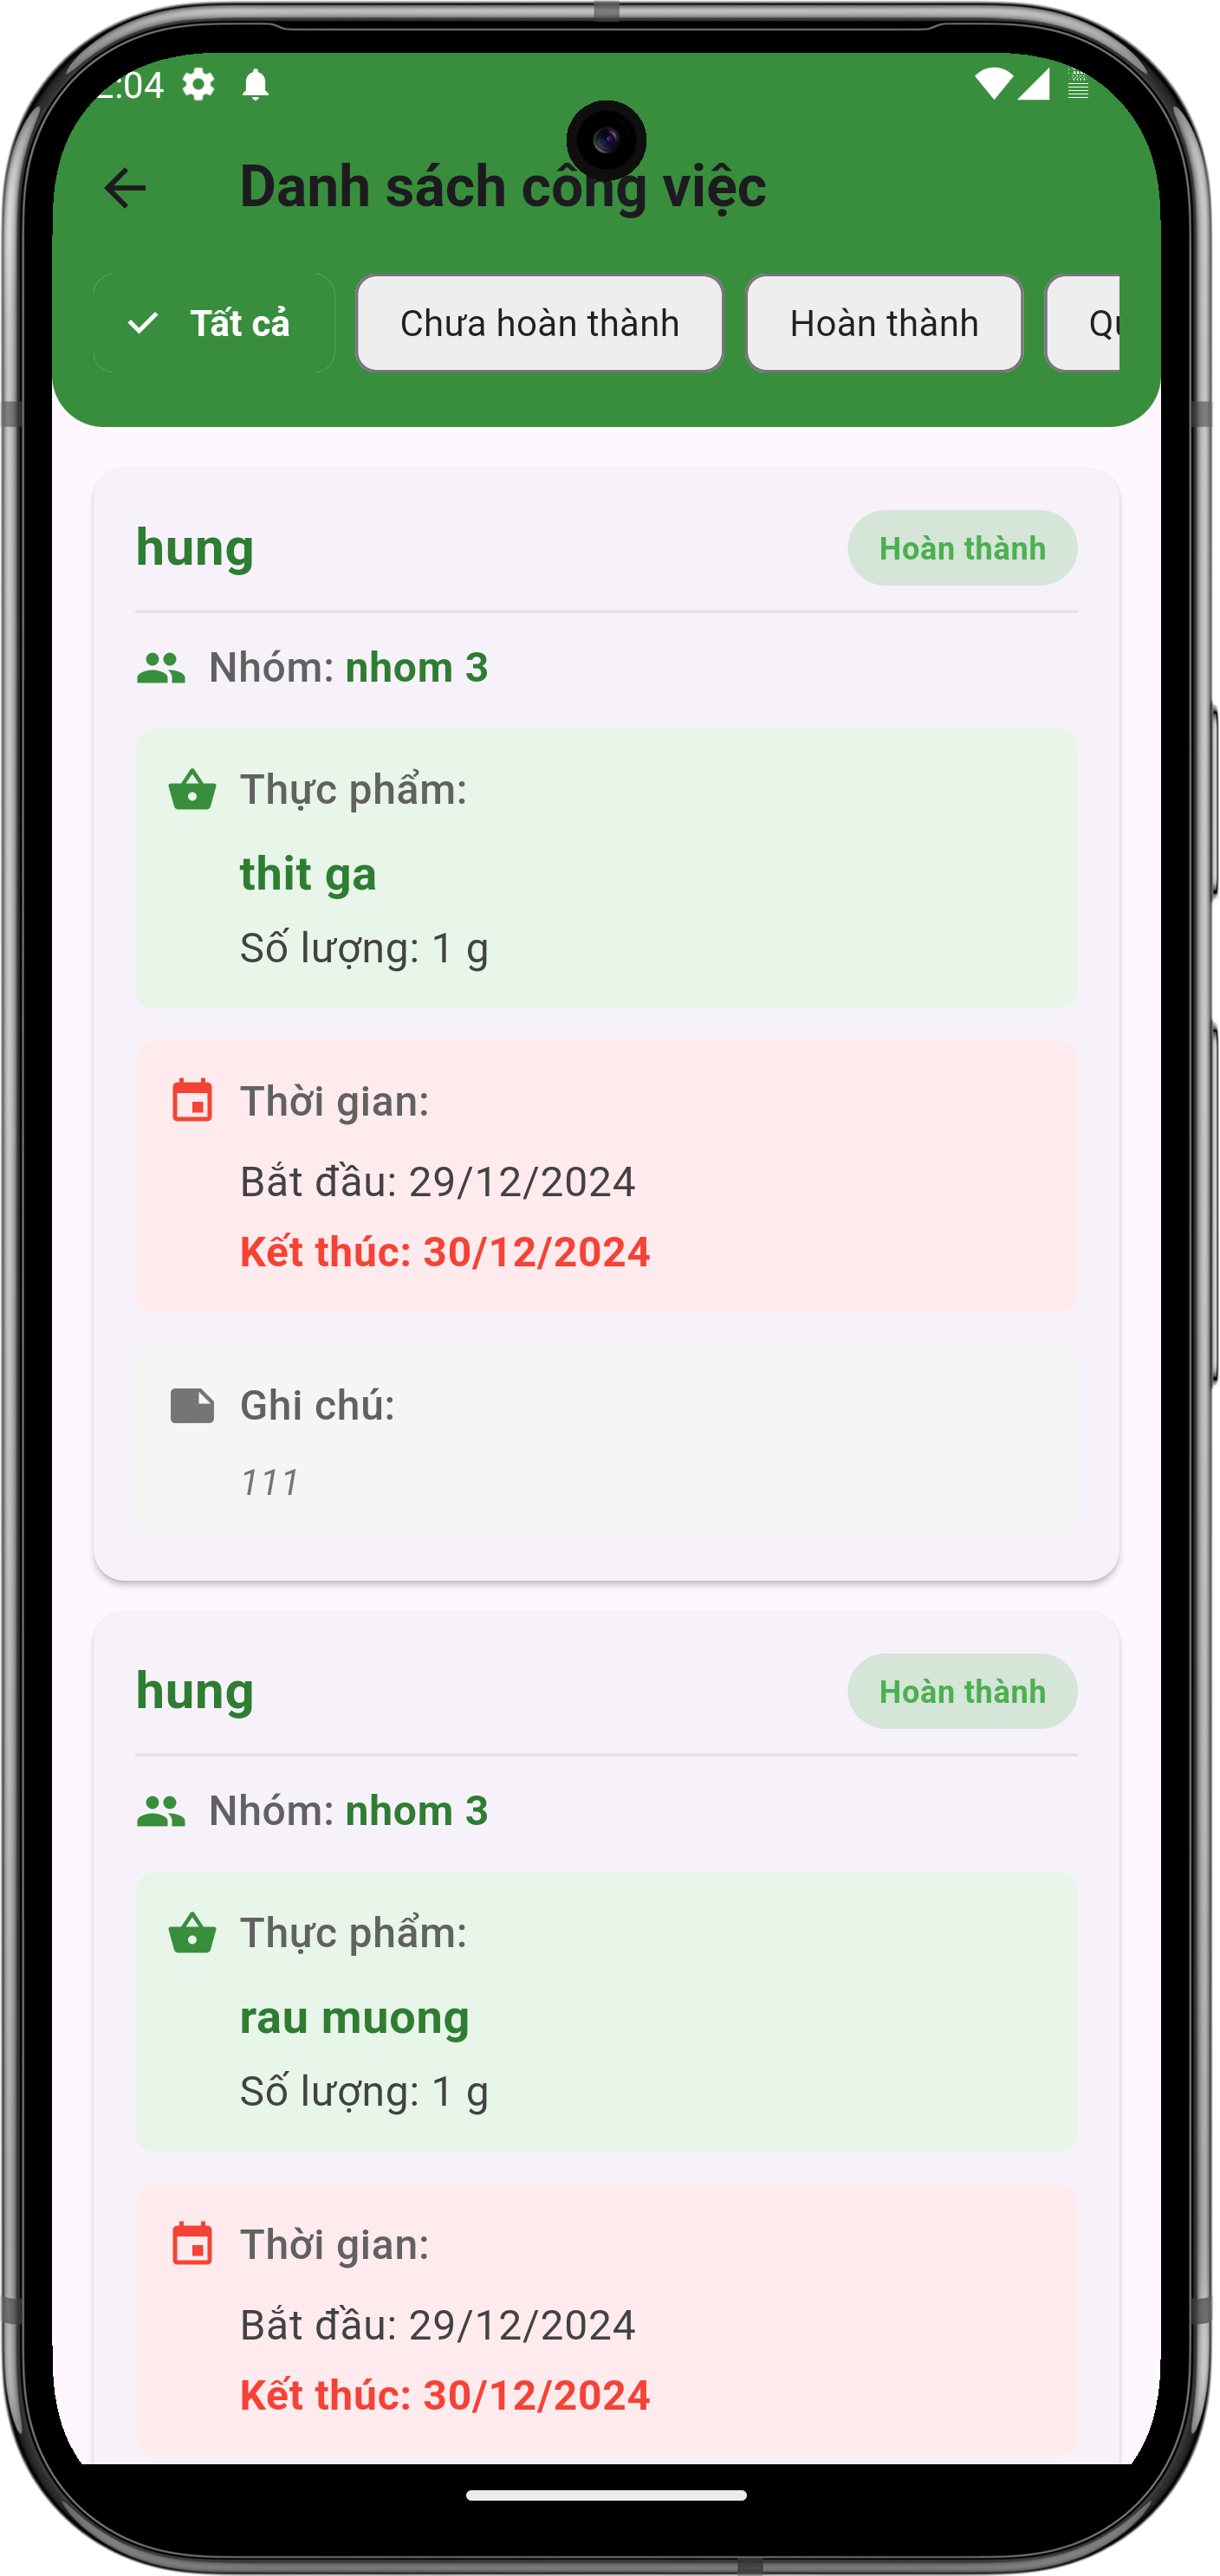 :04
Danh sách công việc
Tất cả
Chưa hoàn thành
Hoàn thành
hung
Hoàn thành
Nhóm: nhom 3
Thực phẩm:
thit ga
Số lượng: 1 g
Thời gian:
Bắt đầu: 29/12/2024
Kết thúc: 30/12/2024
Ghi chú:
111
hung
Hoàn thành
Nhóm: nhom 3
Thực phẩm:
rau muong
Số lượng: 1 g
Thời gian:
Bắt đầu: 29/12/2024
Kết thúc: 30/12/2024